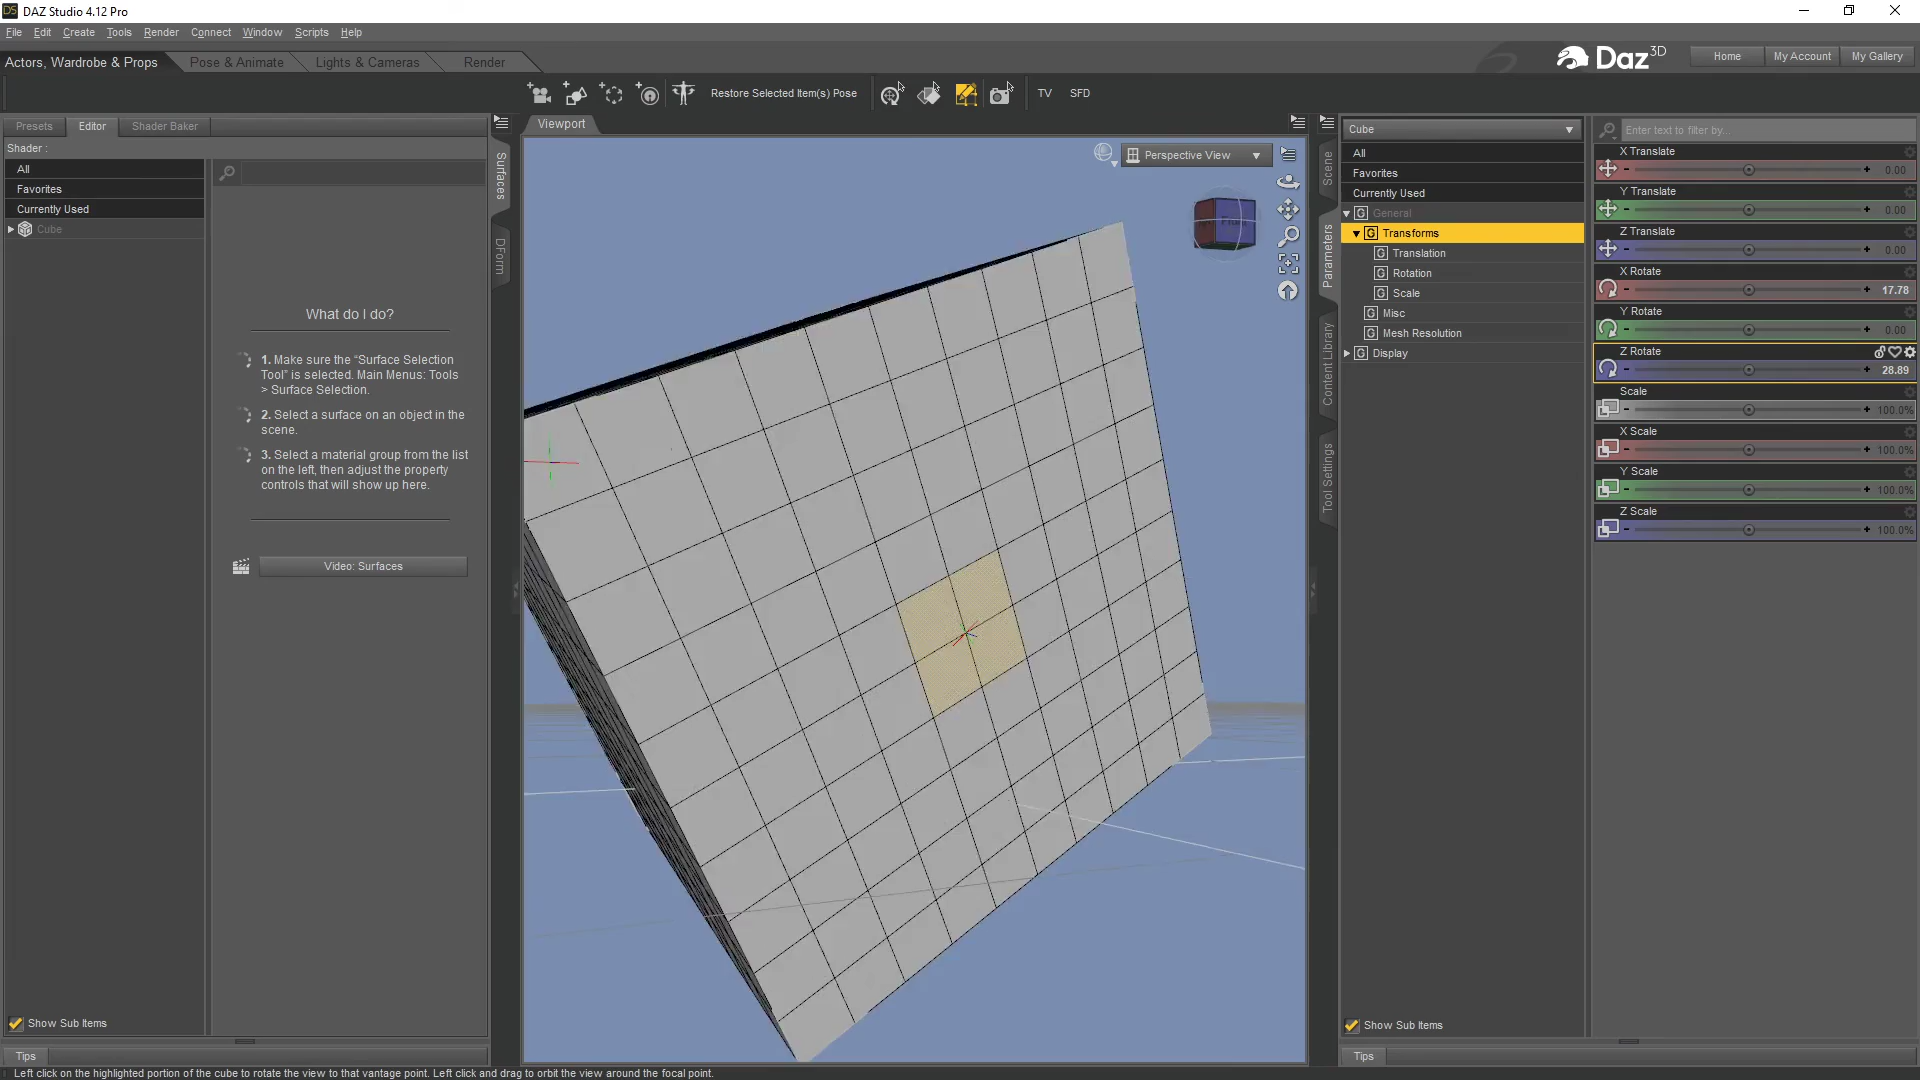 DAZ Studio 4.12 Pro
File Edit Create Tools Render Connect Window Scripts Help
Actors, Wardrobe & Props Pose & Animate Lights & Cameras Render
Daz3D Home My Account My Gallery
Restore Selected Item(s) Pose TV SFD
Presets Editor Shader Baker
Shader :
All
Favorites
Currently Used
Cube
What do I do?
1. Make sure the “Surface Selection
Tool” is selected. Main Menus: Tools
> Surface Selection.
2. Select a surface on an object in the
scene.
3. Select a material group from the list
on the left, then adjust the property
controls that will show up here.
Video: Surfaces
Show Sub Items
Tips
Surfaces
DForm
Viewport
Perspective View
Scene
Parameters
Content Library
Tool Settings
Cube
All
Favorites
Currently Used
General
Transforms
Translation
Rotation
Scale
Misc
Mesh Resolution
Display
Show Sub Items
Tips
Enter text to filter by...
X Translate
0.00
Y Translate
0.00
Z Translate
0.00
X Rotate
17.78
Y Rotate
0.00
Z Rotate
28.89
Scale
100.0%
X Scale
100.0%
Y Scale
100.0%
Z Scale
100.0%
Left click on the highlighted portion of the cube to rotate the view to that vantage point. Left click and drag to orbit the view around the focal point.